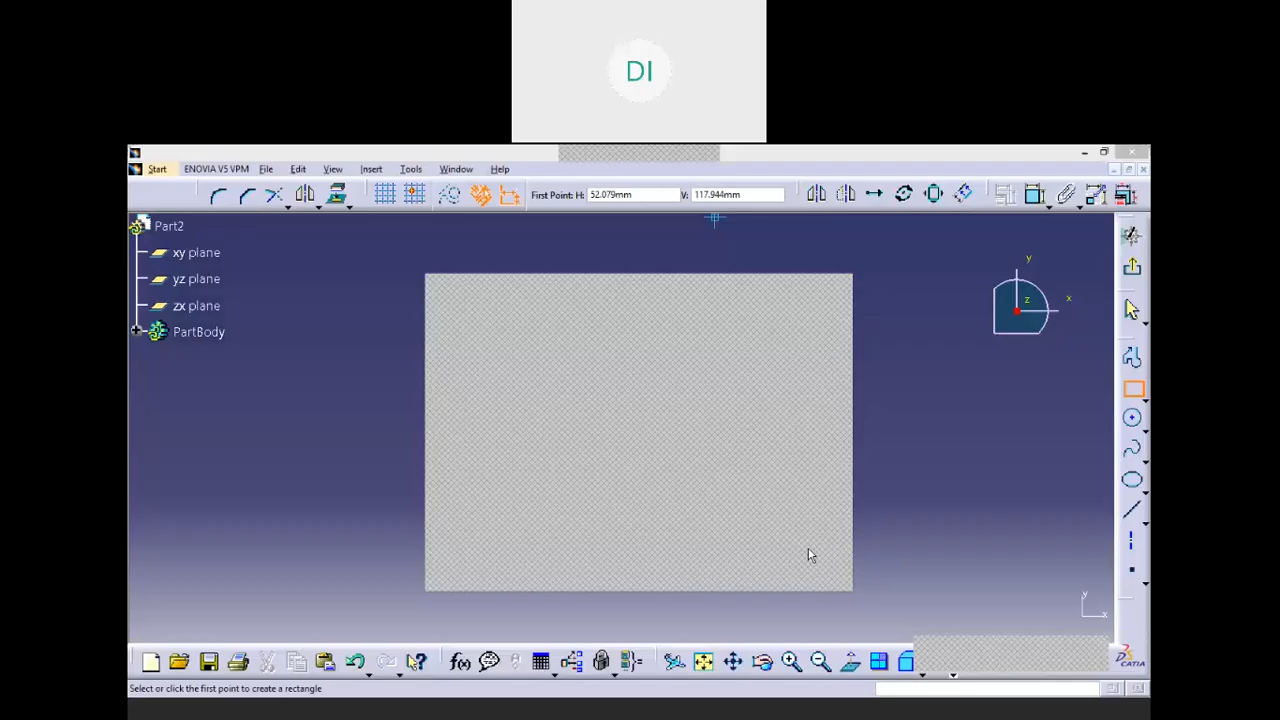 DI
Start ENOVIA V5 VPM File Edit View Insert Tools Window Help
First Point: H: 52.079mm V: 117.944mm
Part2
xy plane
yz plane
zx plane
PartBody
y
x
z
y
x
f(x)
CATIA
Select or click the first point to create a rectangle